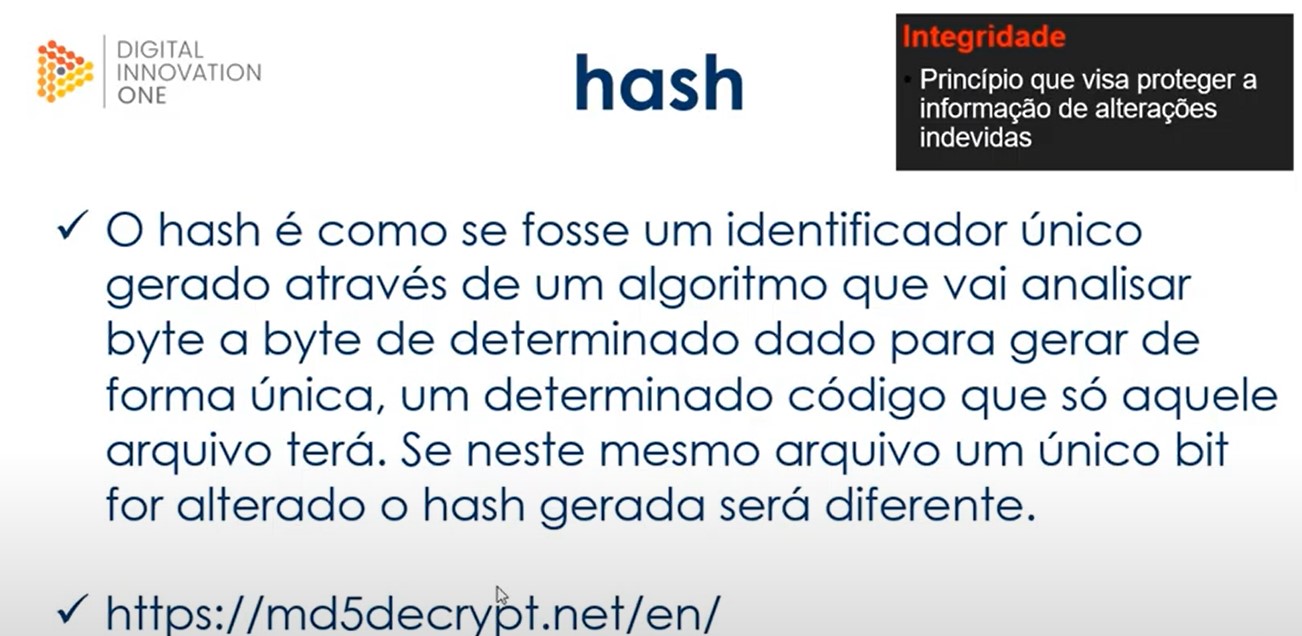 DIGITAL
INNOVATION
ONE
hash
Integridade
• Princípio que visa proteger a
informação de alterações
indevidas
✓ O hash é como se fosse um identificador único
gerado através de um algoritmo que vai analisar
byte a byte de determinado dado para gerar de
forma única, um determinado código que só aquele
arquivo terá. Se neste mesmo arquivo um único bit
for alterado o hash gerada será diferente.
✓ https://md5decrypt.net/en/